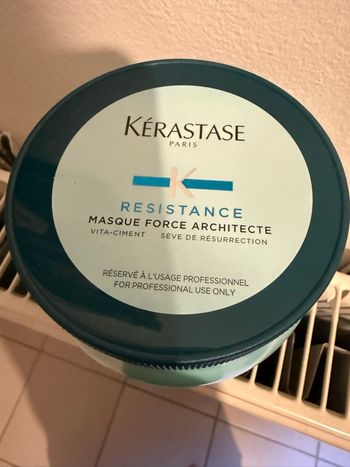 KÉRASTASE
PARIS
K
RESISTANCE
MASQUE FORCE ARCHITECTE
VITA-CIMENT SÈVE DE RÉSURRECTION
RÉSERVÉ À L'USAGE PROFESSIONNEL
FOR PROFESSIONAL USE ONLY